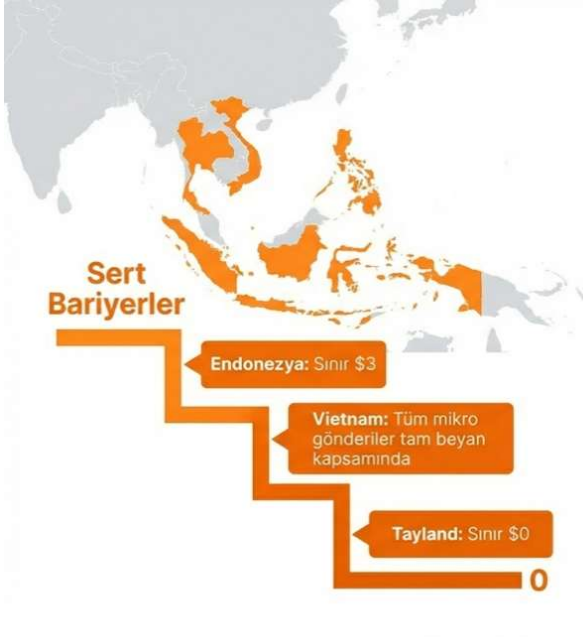 Sert
Bariyerler
Endonezya: Sınır $3
Vietnam: Tüm mikro
gönderiler tam beyan
kapsamında
Tayland: Sınır $0
0